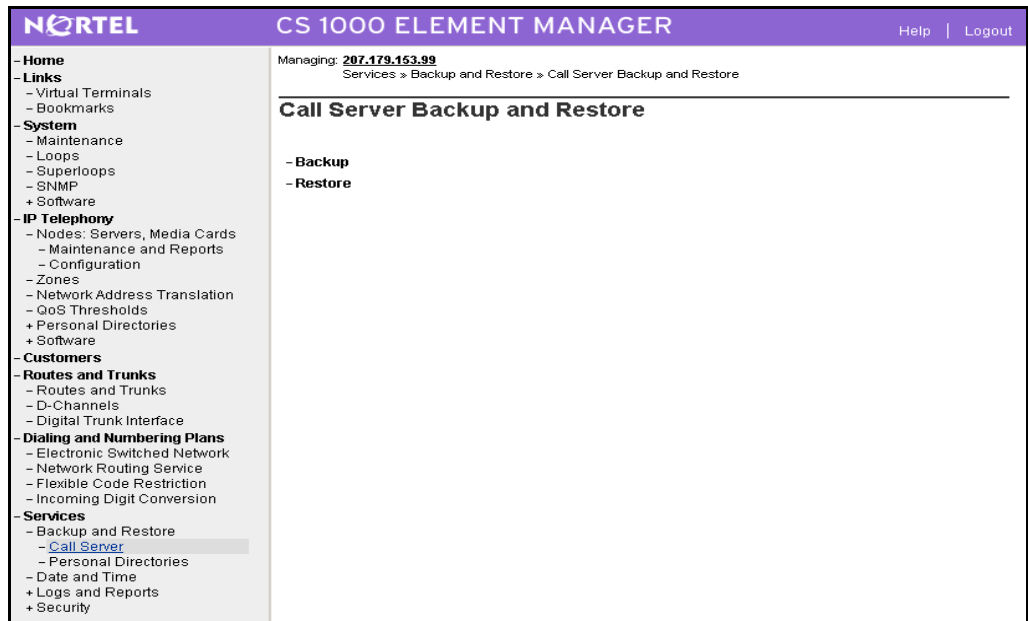 NORTEL
CS 1000 ELEMENT MANAGER
Help | Logout
- Home
- Links
- Virtual Terminals
- Bookmarks
- System
- Maintenance
- Loops
- Superloops
- SNMP
+ Software
- IP Telephony
- Nodes: Servers, Media Cards
- Maintenance and Reports
- Configuration
- Zones
- Network Address Translation
- QoS Thresholds
+ Personal Directories
+ Software
- Customers
- Routes and Trunks
- Routes and Trunks
- D-Channels
- Digital Trunk Interface
- Dialing and Numbering Plans
- Electronic Switched Network
- Network Routing Service
- Flexible Code Restriction
- Incoming Digit Conversion
- Services
- Backup and Restore
- Call Server
- Personal Directories
- Date and Time
+ Logs and Reports
+ Security
Managing: 207.179.153.99
Services » Backup and Restore » Call Server Backup and Restore
Call Server Backup and Restore
- Backup
- Restore